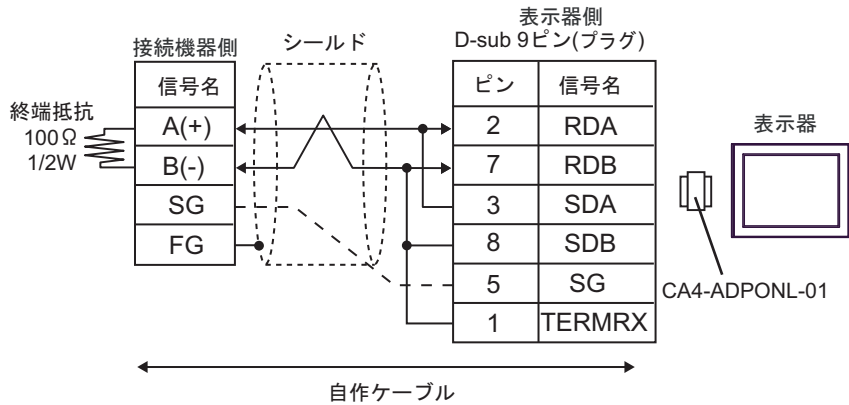 接続機器側
シールド
表示器側
D-sub 9ピン(プラグ)
信号名
ピン
信号名
終端抵抗
100Ω
1/2W
A(+)
2
RDA
B(-)
7
RDB
SG
3
SDA
FG
8
SDB
5
SG
1
TERMRX
表示器
CA4-ADPONL-01
自作ケーブル